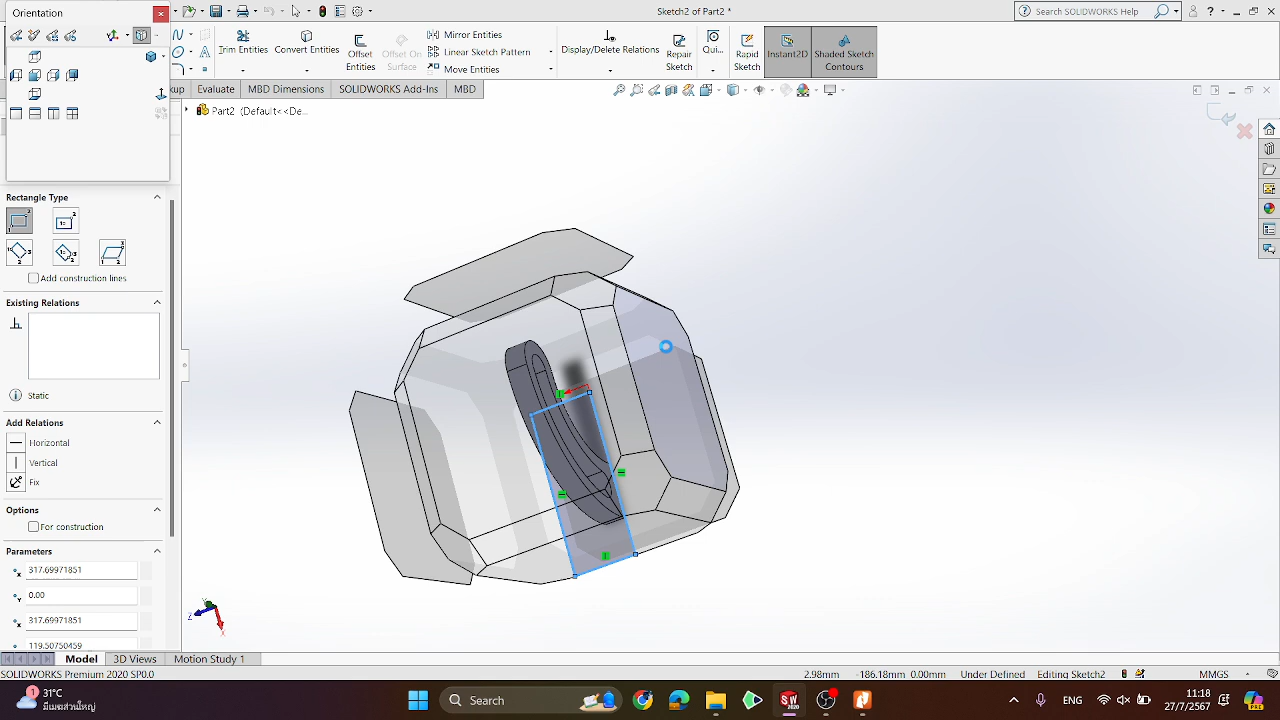 Orientation
Sketch2 of Part2 *
Search SOLIDWORKS Help
Trim Entities
Convert Entities
Offset Entities
Offset On Surface
Mirror Entities
Linear Sketch Pattern
Move Entities
Display/Delete Relations
Repair Sketch
Qui...
Rapid Sketch
Instant2D
Shaded Sketch Contours
kup
Evaluate
MBD Dimensions
SOLIDWORKS Add-Ins
MBD
Part2 (Default<<De...
Rectangle Type
Add construction lines
Existing Relations
Static
Add Relations
Horizontal
Vertical
Fix
Options
For construction
Parameters
317.69971851
0.00
317.69971851
119.50750459
Z
X
Model
3D Views
Motion Study 1
SOLIDWORKS Premium 2020 SP0.0
2.98mm
-186.18mm 0.00mm
Under Defined
Editing Sketch2
MMGS
1
31°C
มีเมฆส่วนใหญ่
Search
ENG
11:18
27/7/2567